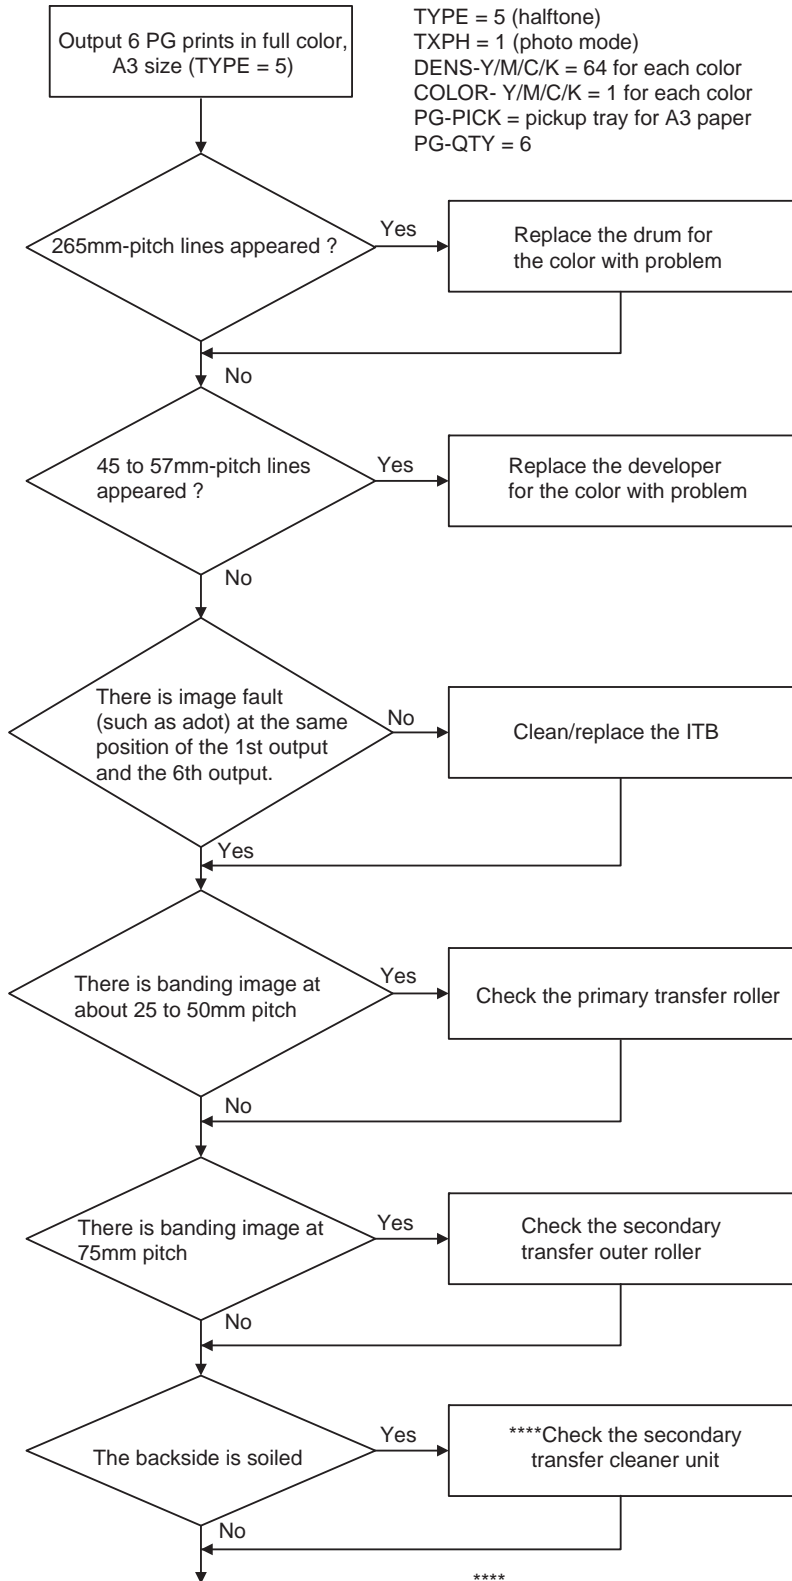 Output 6 PG prints in full color,
A3 size (TYPE = 5)
TYPE = 5 (halftone)
TXPH = 1 (photo mode)
DENS-Y/M/C/K = 64 for each color
COLOR- Y/M/C/K = 1 for each color
PG-PICK = pickup tray for A3 paper
PG-QTY = 6
265mm-pitch lines appeared ?
Yes
Replace the drum for
the color with problem
No
45 to 57mm-pitch lines
appeared ?
Yes
Replace the developer
for the color with problem
No
There is image fault
(such as adot) at the same
position of the 1st output
and the 6th output.
No
Clean/replace the ITB
Yes
There is banding image at
about 25 to 50mm pitch
Yes
Check the primary transfer roller
No
There is banding image at
75mm pitch
Yes
Check the secondary
transfer outer roller
No
The backside is soiled
Yes
****Check the secondary
transfer cleaner unit
No
****